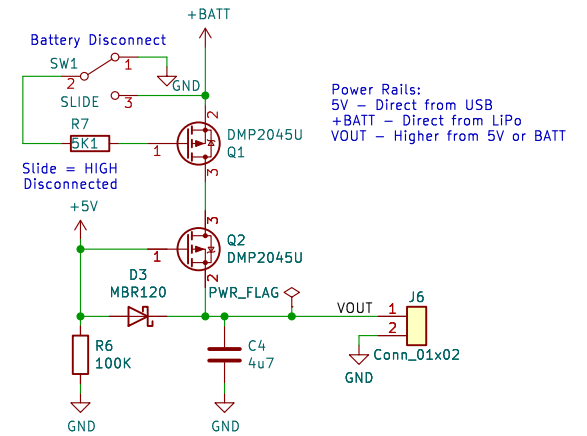 +BATT
Battery Disconnect
SW1
1
2
GND
SLIDE
3
Power Rails:
5V – Direct from USB
+BATT – Direct from LiPo
VOUT – Higher from 5V or BATT
R7
5K1
1
2
DMP2045U
Q1
3
Slide = HIGH
Disconnected
+5V
3
Q2
DMP2045U
1
2
D3
MBR120
PWR_FLAG
VOUT
J6
1
2
Conn_01x02
GND
R6
100K
C4
4u7
GND
GND